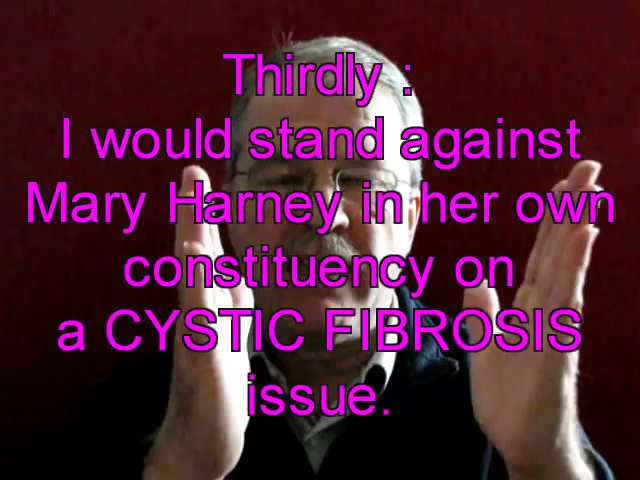 Thirdly :
I would stand against
Mary Harney in her own
constituency on
a CYSTIC FIBROSIS
issue.